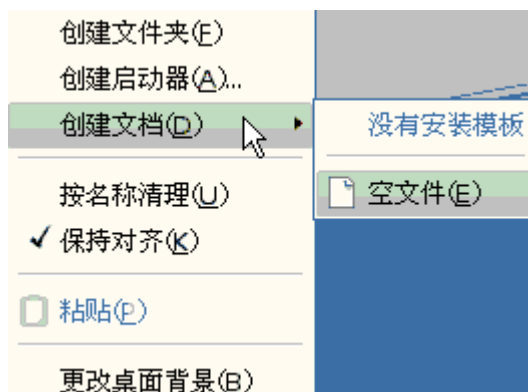 创建文件夹(F)
创建启动器(A)...
创建文档(D)
没有安装模板
空文件(E)
按名称清理(U)
保持对齐(K)
粘贴(P)
更改桌面背景(B)